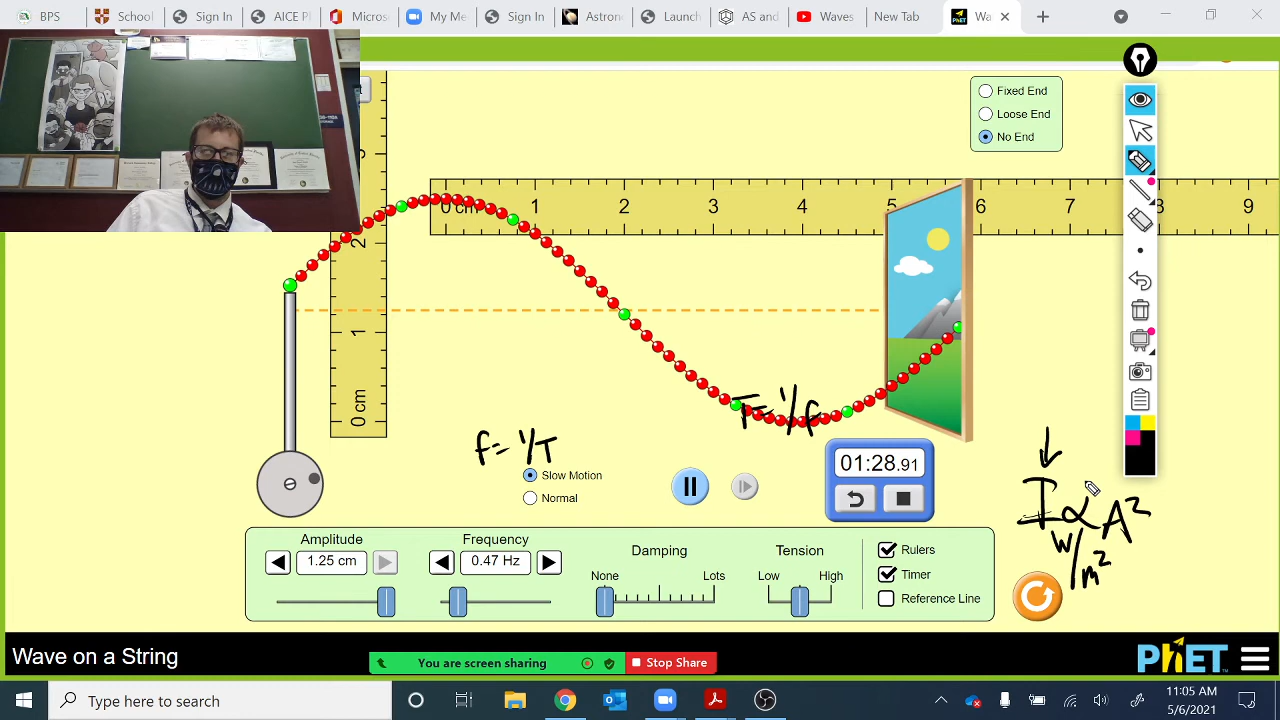 BPS
Schoo
Sign In
AICE Pl
Micros
My Me
Sign In
Astron
Laun
AS and
Waves
New Tab
Wa
Fixed End
Loose End
No End
0 cm 1 2 3 4 5 6 7 8 9
3
2
1
0 cm
T = 1/f
f = 1/T
Slow Motion
Normal
01:28.91
I ∝ A²
W/m²
Amplitude
1.25 cm
Frequency
0.47 Hz
Damping
None
Lots
Tension
Low
High
Rulers
Timer
Reference Line
Wave on a String
You are screen sharing
Stop Share
PhET
Type here to search
11:05 AM
5/6/2021